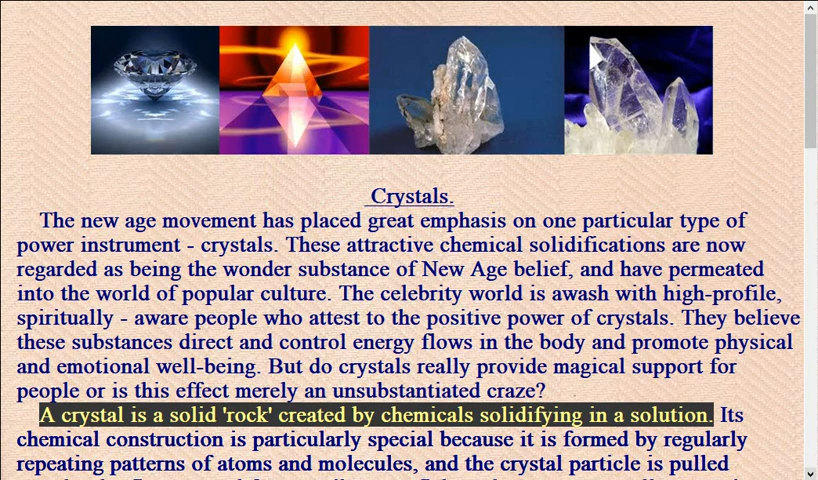 Crystals.
The new age movement has placed great emphasis on one particular type of
power instrument - crystals. These attractive chemical solidifications are now
regarded as being the wonder substance of New Age belief, and have permeated
into the world of popular culture. The celebrity world is awash with high-profile,
spiritually - aware people who attest to the positive power of crystals. They believe
these substances direct and control energy flows in the body and promote physical
and emotional well-being. But do crystals really provide magical support for
people or is this effect merely an unsubstantiated craze?
A crystal is a solid 'rock' created by chemicals solidifying in a solution. Its
chemical construction is particularly special because it is formed by regularly
repeating patterns of atoms and molecules, and the crystal particle is pulled